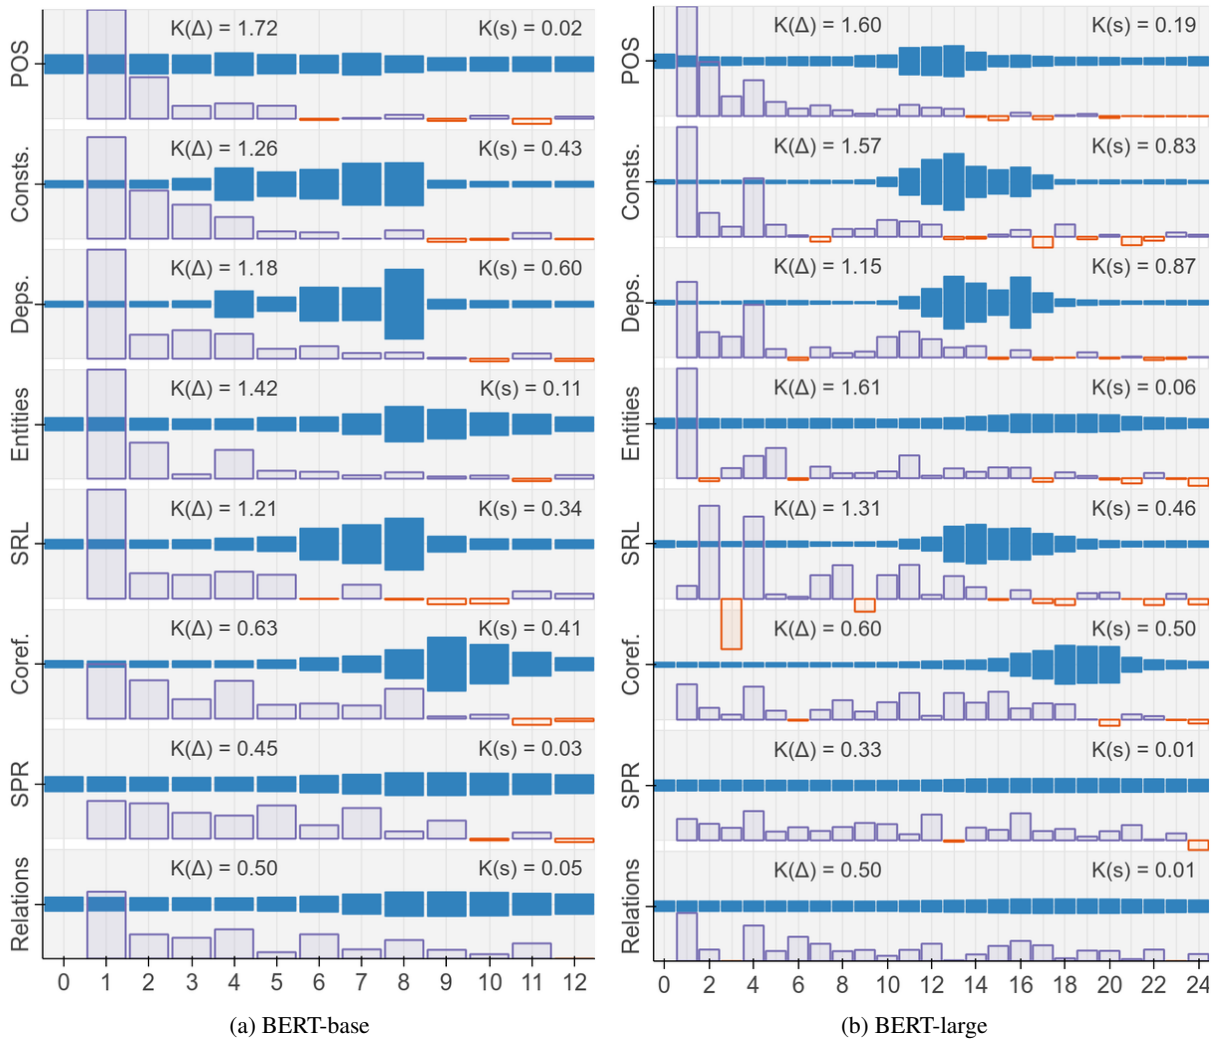 POS
K(Δ) = 1.72
K(s) = 0.02
Consts.
K(Δ) = 1.26
K(s) = 0.43
Deps.
K(Δ) = 1.18
K(s) = 0.60
Entities
K(Δ) = 1.42
K(s) = 0.11
SRL
K(Δ) = 1.21
K(s) = 0.34
Coref.
K(Δ) = 0.63
K(s) = 0.41
SPR
K(Δ) = 0.45
K(s) = 0.03
Relations
K(Δ) = 0.50
K(s) = 0.05
0 1 2 3 4 5 6 7 8 9 10 11 12
(a) BERT-base
POS
K(Δ) = 1.60
K(s) = 0.19
Consts.
K(Δ) = 1.57
K(s) = 0.83
Deps.
K(Δ) = 1.15
K(s) = 0.87
Entities
K(Δ) = 1.61
K(s) = 0.06
SRL
K(Δ) = 1.31
K(s) = 0.46
Coref.
K(Δ) = 0.60
K(s) = 0.50
SPR
K(Δ) = 0.33
K(s) = 0.01
Relations
K(Δ) = 0.50
K(s) = 0.01
0 2 4 6 8 10 12 14 16 18 20 22 24
(b) BERT-large